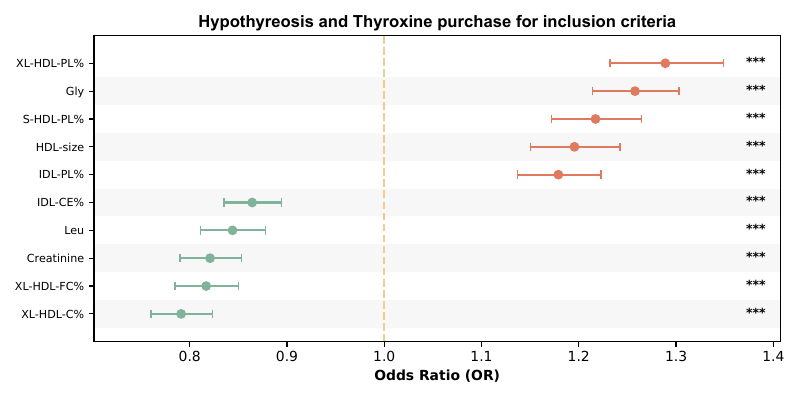 Hypothyreosis and Thyroxine purchase for inclusion criteria
XL-HDL-PL% ***
Gly ***
S-HDL-PL% ***
HDL-size ***
IDL-PL% ***
IDL-CE% ***
Leu ***
Creatinine ***
XL-HDL-FC% ***
XL-HDL-C% ***
0.8 0.9 1.0 1.1 1.2 1.3 1.4
Odds Ratio (OR)